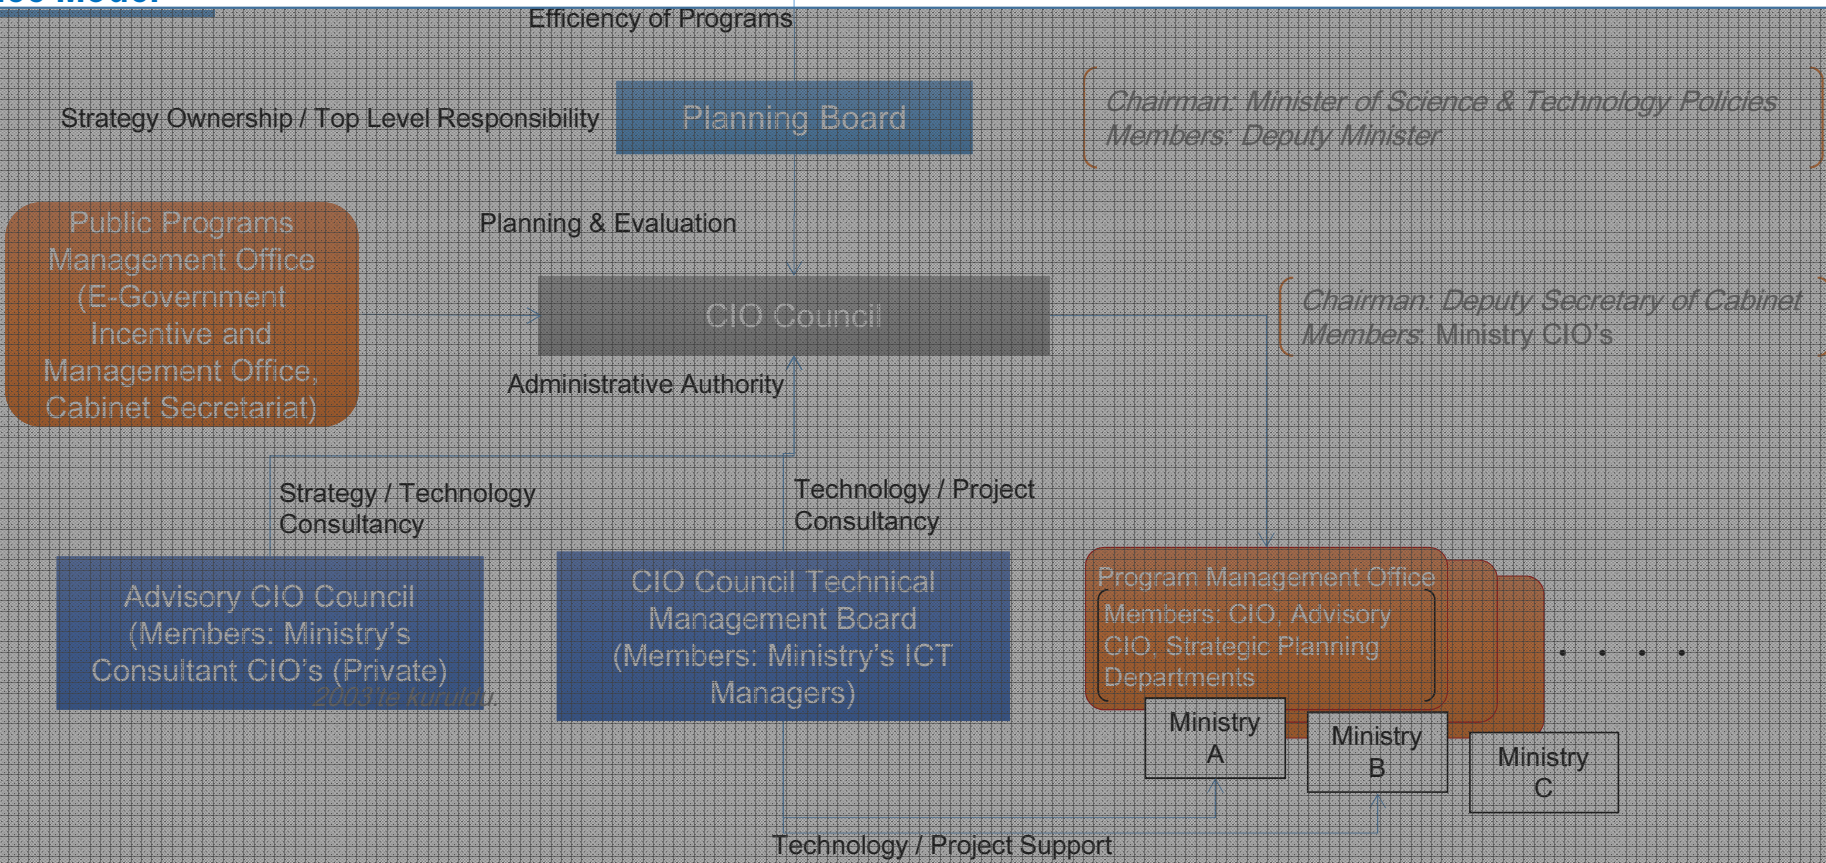 Efficiency of Programs
Strategy Ownership / Top Level Responsibility
Planning Board
Chairman: Minister of Science & Technology Policies
Members: Deputy Minister
Public Programs
Management Office
(E-Government
Incentive and
Management Office,
Cabinet Secretariat)
Planning & Evaluation
CIO Council
Chairman: Deputy Secretary of Cabinet
Members: Ministry CIO's
Administrative Authority
Strategy / Technology
Consultancy
Technology / Project
Consultancy
Advisory CIO Council
(Members: Ministry's
Consultant CIO's (Private)
2003'te kuruldu.
CIO Council Technical
Management Board
(Members: Ministry's ICT
Managers)
Program Management Office
Members: CIO, Advisory
CIO, Strategic Planning
Departments
. . . .
Ministry
A
Ministry
B
Ministry
C
Technology / Project Support